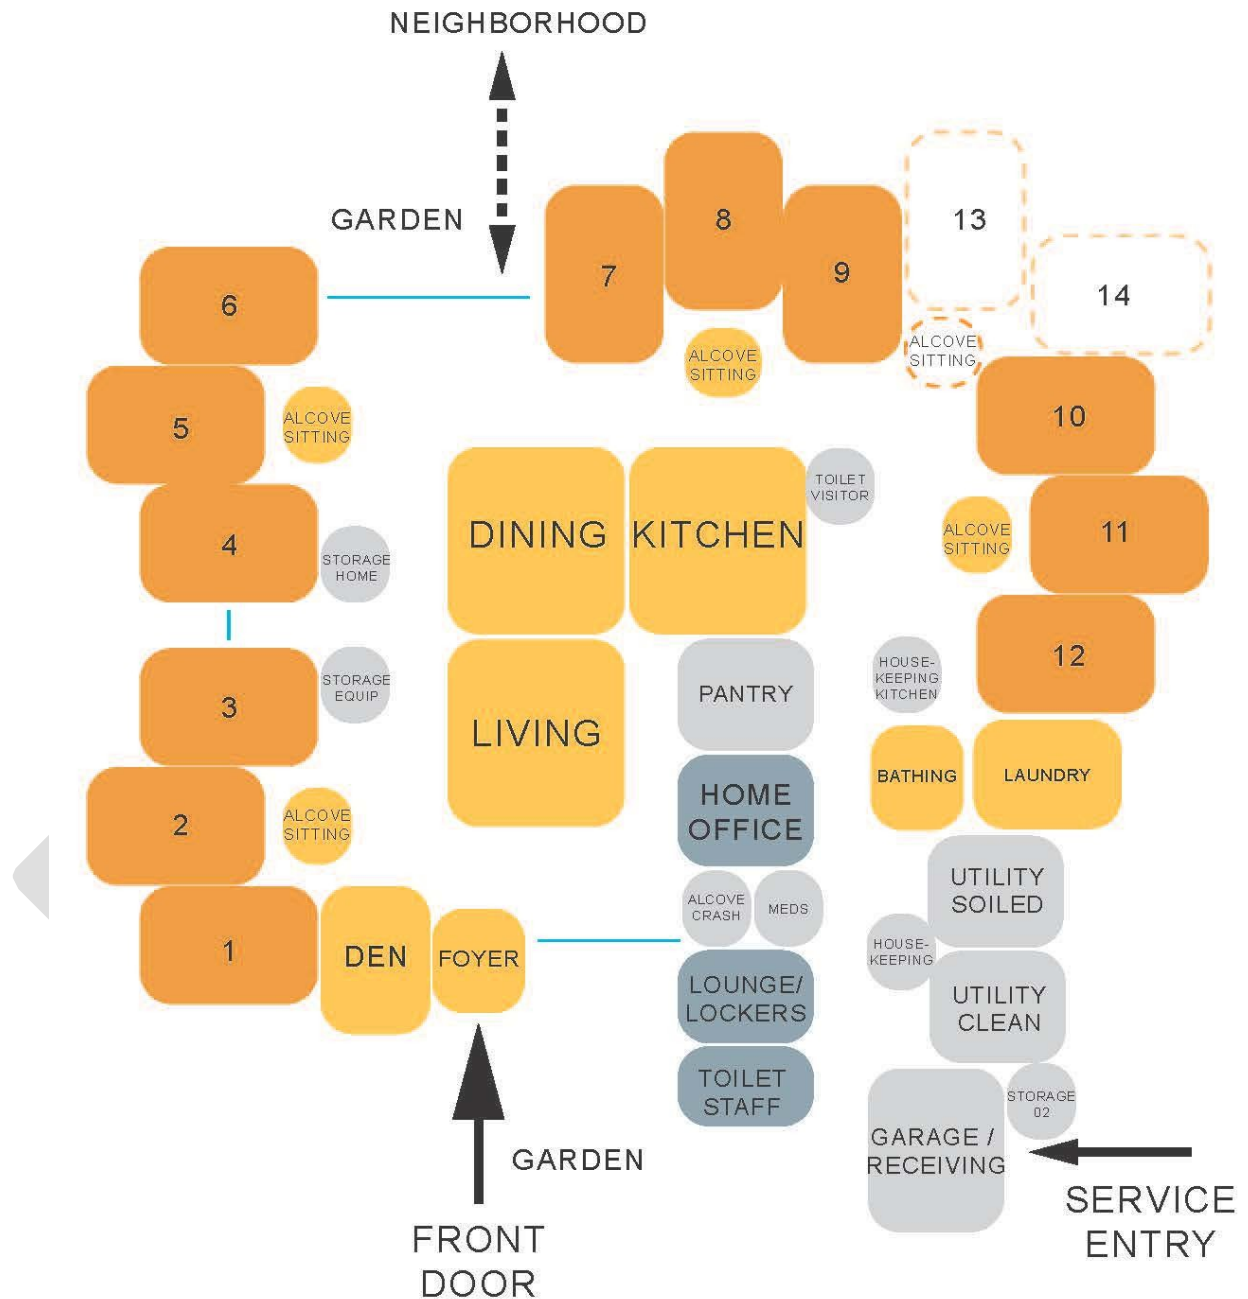 NEIGHBORHOOD
GARDEN
8
13
7
9
14
6
ALCOVE
SITTING
ALCOVE
SITTING
10
5
ALCOVE
SITTING
4
STORAGE
HOME
DINING
KITCHEN
TOILET
VISITOR
ALCOVE
SITTING
11
12
3
STORAGE
EQUIP
LIVING
PANTRY
HOUSE-
KEEPING
KITCHEN
2
ALCOVE
SITTING
HOME
OFFICE
BATHING
LAUNDRY
1
DEN
FOYER
ALCOVE
CRASH
MEDS
UTILITY
SOILED
HOUSE-
KEEPING
LOUNGE/
LOCKERS
UTILITY
CLEAN
TOILET
STAFF
STORAGE
02
GARAGE /
RECEIVING
GARDEN
FRONT
DOOR
SERVICE
ENTRY